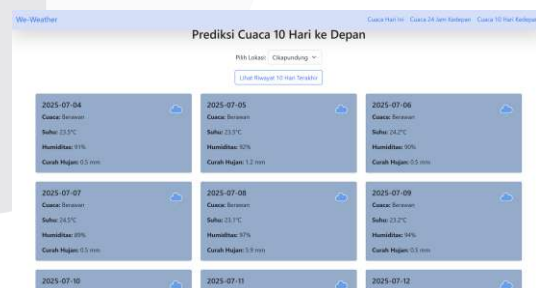 We-Weather Cuaca Hari ini Cuaca 24 Jam Kedepan Cuaca 10 Hari Kedepan
Prediksi Cuaca 10 Hari ke Depan
Pilih Lokasi: Cikapundung
Lihat Riwayat 10 Hari Terakhir
2025-07-04
Cuaca: Berawan
Suhu: 23.5°C
Humiditas: 91%
Curah Hujan: 0.5 mm
2025-07-05
Cuaca: Berawan
Suhu: 23.5°C
Humiditas: 92%
Curah Hujan: 1.2 mm
2025-07-06
Cuaca: Berawan
Suhu: 24.2°C
Humiditas: 90%
Curah Hujan: 0.5 mm
2025-07-07
Cuaca: Berawan
Suhu: 24.5°C
Humiditas: 89%
Curah Hujan: 0.5 mm
2025-07-08
Cuaca: Berawan
Suhu: 23.1°C
Humiditas: 97%
Curah Hujan: 5.9 mm
2025-07-09
Cuaca: Berawan
Suhu: 23.2°C
Humiditas: 94%
Curah Hujan: 0.5 mm
2025-07-10
2025-07-11
2025-07-12